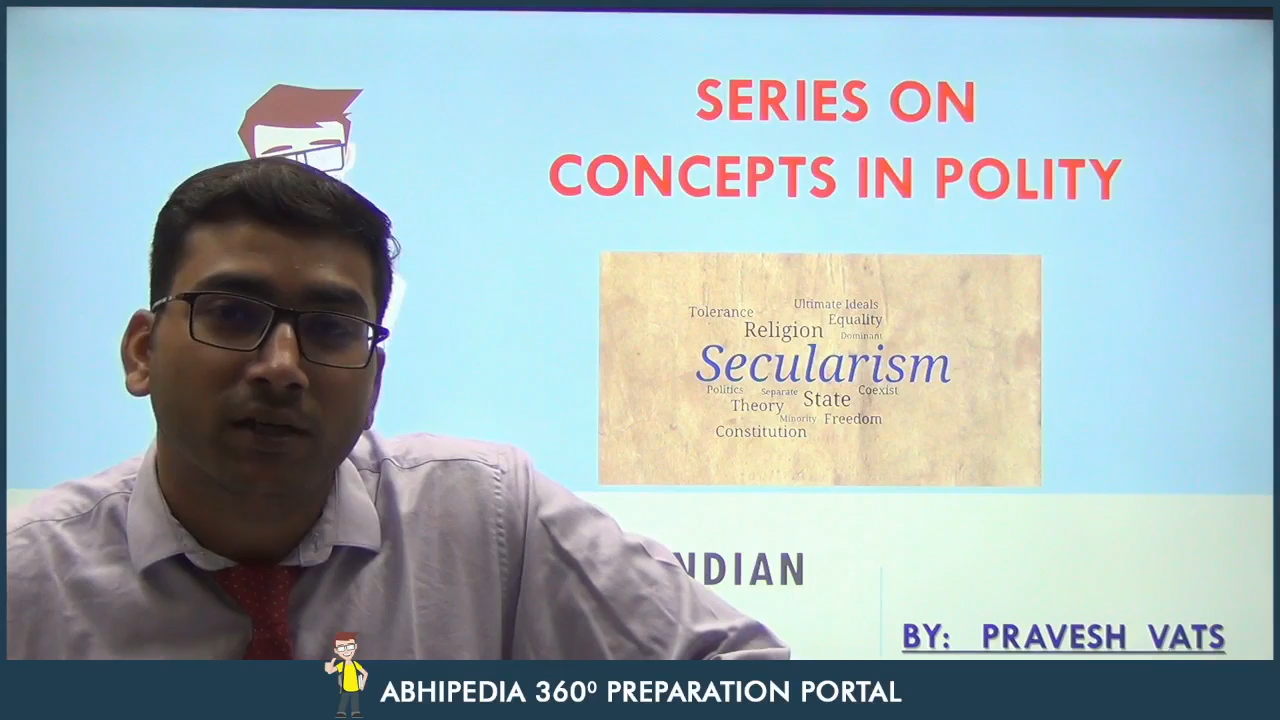 SERIES ON
CONCEPTS IN POLITY
Tolerance
Ultimate Ideals
Religion
Equality
Dominant
Secularism
Politics
Separate
Coexist
Theory
State
Minority
Freedom
Constitution
NDIAN
BY: PRAVESH VATS
ABHIPEDIA 360⁰ PREPARATION PORTAL